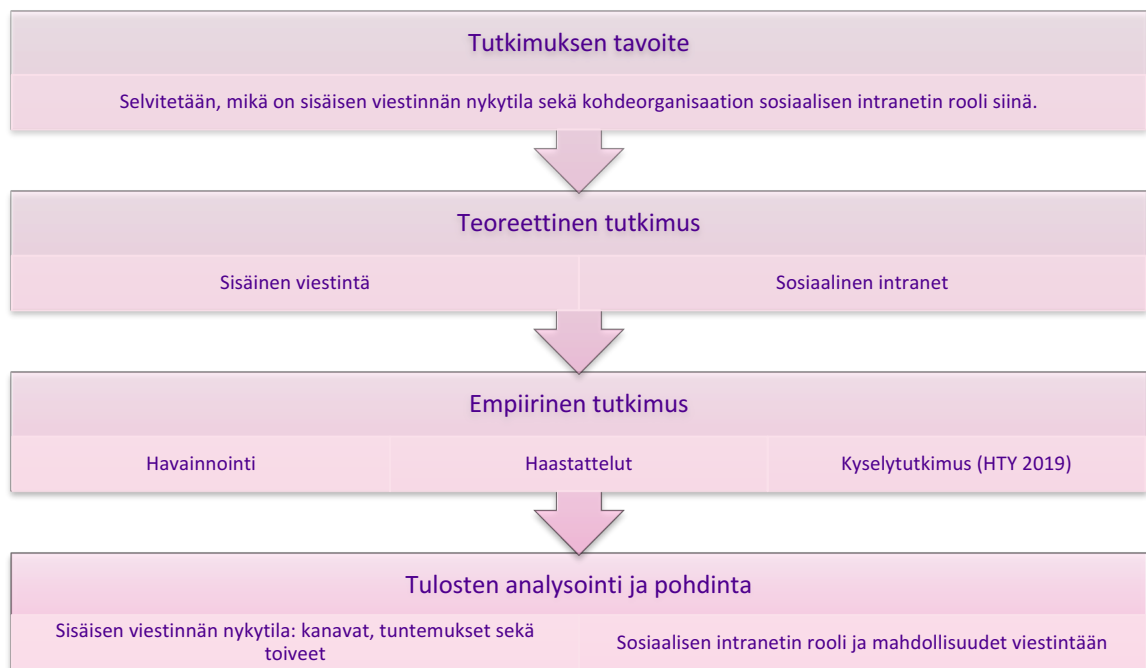 Tutkimuksen tavoite
Selvitetään, mikä on sisäisen viestinnän nykytila sekä kohdeorganisaation sosiaalisen intranetin rooli siinä.
Teoreettinen tutkimus
Sisäinen viestintä
Sosiaalinen intranet
Empiirinen tutkimus
Havainnointi
Haastattelut
Kyselytutkimus (HTY 2019)
Tulosten analysointi ja pohdinta
Sisäisen viestinnän nykytila: kanavat, tuntemukset sekä
toiveet
Sosiaalisen intranetin rooli ja mahdollisuudet viestintään